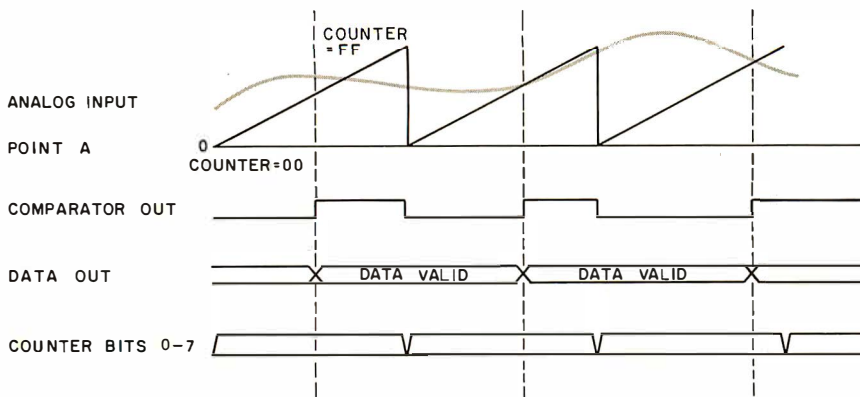 COUNTER
=FF
ANALOG INPUT
POINT A
0
COUNTER=00
COMPARATOR OUT
DATA OUT
DATA VALID
DATA VALID
COUNTER BITS 0-7